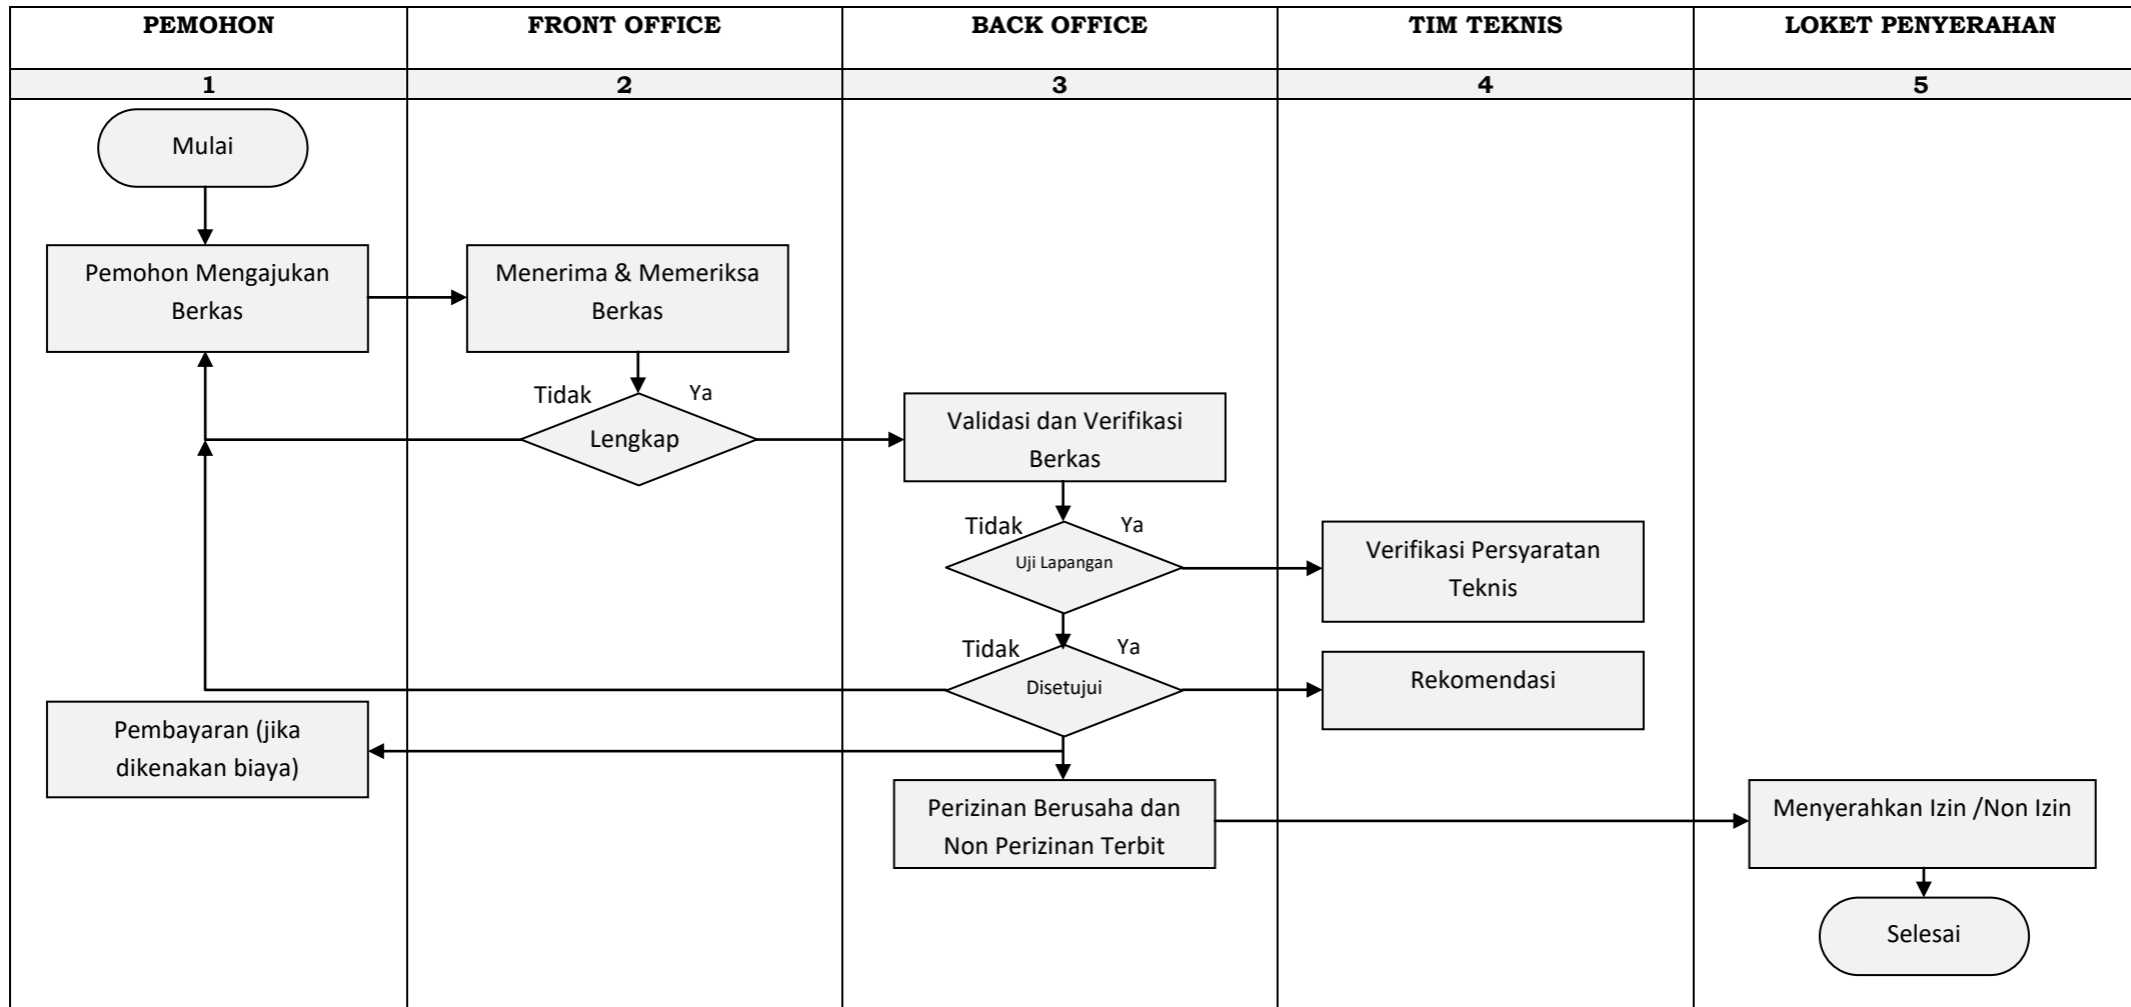 PEMOHON
FRONT OFFICE
BACK OFFICE
TIM TEKNIS
LOKET PENYERAHAN
1
2
3
4
5
Mulai
Pemohon Mengajukan
Berkas
Menerima & Memeriksa
Berkas
Tidak
Ya
Lengkap
Validasi dan Verifikasi
Berkas
Tidak
Ya
Uji Lapangan
Verifikasi Persyaratan
Teknis
Tidak
Ya
Disetujui
Rekomendasi
Pembayaran (jika
dikenakan biaya)
Perizinan Berusaha dan
Non Perizinan Terbit
Menyerahkan Izin /Non Izin
Selesai